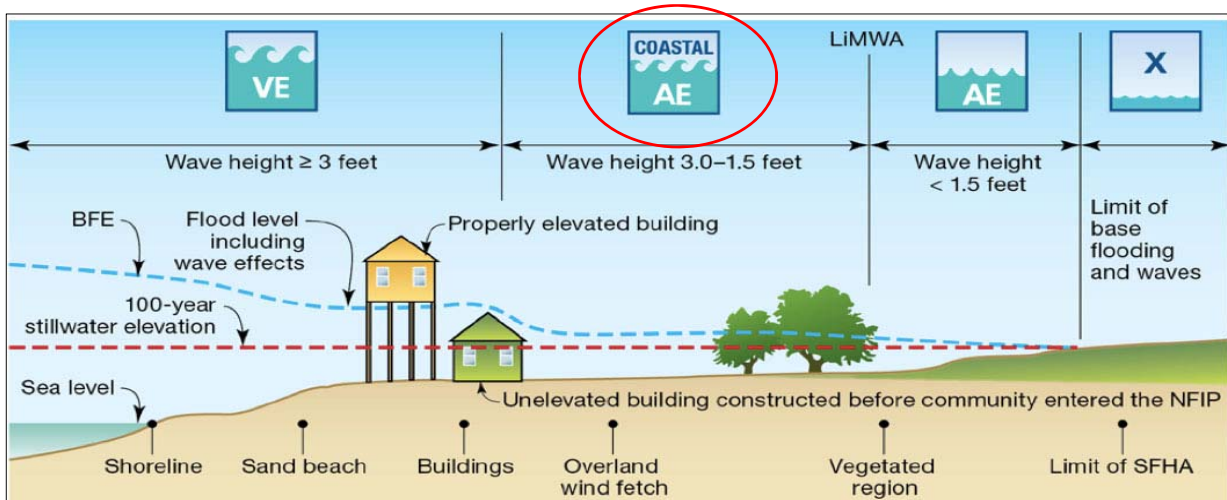 VE
COASTAL
AE
LiMWA
AE
X
Wave height ≥ 3 feet
Wave height 3.0–1.5 feet
Wave height
< 1.5 feet
BFE
Flood level
including
wave effects
Properly elevated building
Limit of
base
flooding
and waves
100-year
stillwater elevation
Sea level
Unelevated building constructed before community entered the NFIP
Shoreline
Sand beach
Buildings
Overland
wind fetch
Vegetated
region
Limit of SFHA